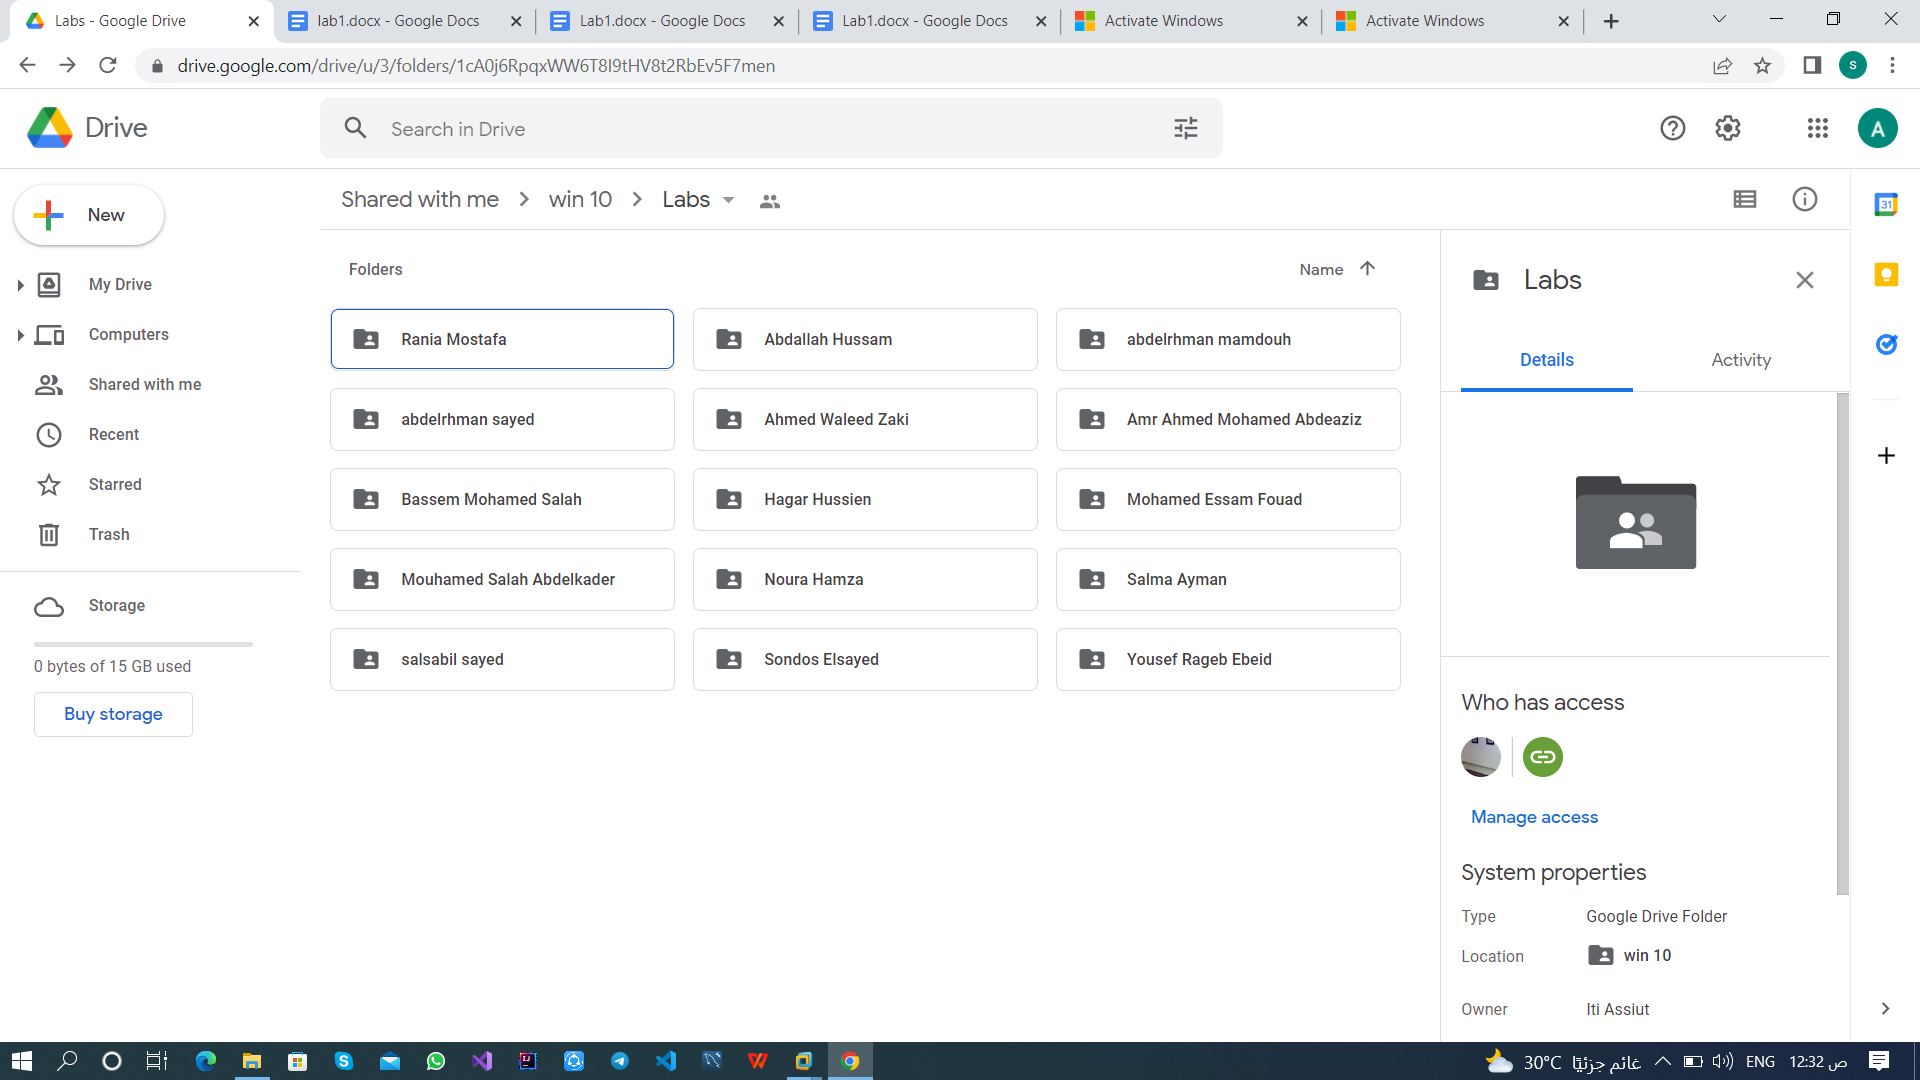 Labs - Google Drive
lab1.docx - Google Docs
Lab1.docx - Google Docs
Lab1.docx - Google Docs
Activate Windows
Activate Windows
drive.google.com/drive/u/3/folders/1cA0j6RpqxWW6T8I9tHV8t2RbEv5F7men
s
Drive
Search in Drive
A
New
Shared with me
win 10
Labs
31
My Drive
Computers
Shared with me
Recent
Starred
Trash
Storage
0 bytes of 15 GB used
Buy storage
Folders
Name
Rania Mostafa
Abdallah Hussam
abdelrhman mamdouh
abdelrhman sayed
Ahmed Waleed Zaki
Amr Ahmed Mohamed Abdeaziz
Bassem Mohamed Salah
Hagar Hussien
Mohamed Essam Fouad
Mouhamed Salah Abdelkader
Noura Hamza
Salma Ayman
salsabil sayed
Sondos Elsayed
Yousef Rageb Ebeid
Labs
Details
Activity
Who has access
Manage access
System properties
Type
Google Drive Folder
Location
win 10
Owner
Iti Assiut
30°C غائم جزئيًا
ENG
12:32 ص